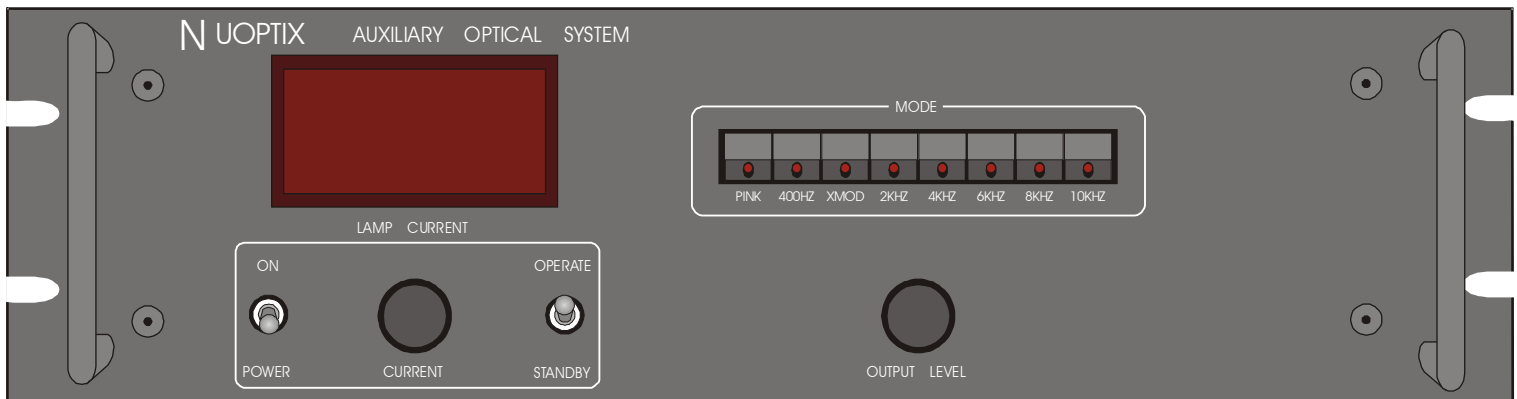 N UOPTIX AUXILIARY OPTICAL SYSTEM
MODE
PINK 400HZ XMOD 2KHZ 4KHZ 6KHZ 8KHZ 10KHZ
LAMP CURRENT
ON OPERATE
POWER CURRENT STANDBY
OUTPUT LEVEL